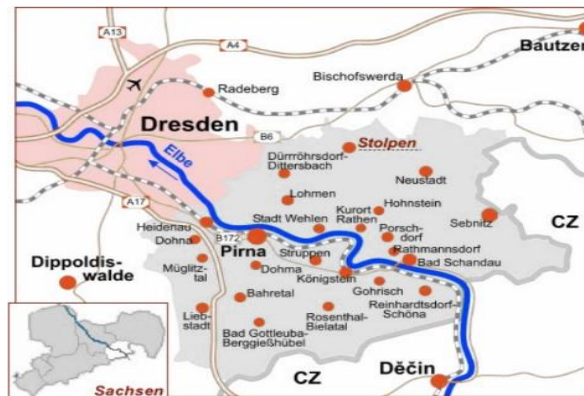 A13
A4
Bautzen
Radeberg
Bischofswerda
Dresden
B6
Elbe
Stolpen
Dürrröhrsdorf-
Dittersbach
Neustadt
Lohmen
A17
Hohnstein
Kurort
Rathen
Stadt Wehlen
Sebnitz
Heidenau
Porsch-
dorf
CZ
Dohna
B172
Pirna
Struppen
Rathmannsdorf
Bad Schandau
Dippoldis-
walde
Müglitz-
tal
Dohma
Königstein
Gohrisch
Bahretal
Reinhardtsdorf-
Schöna
Lieb-
stadt
Rosenthal-
Bielatal
Bad Gottleuba-
Berggießhübel
CZ
Děčín
Sachsen